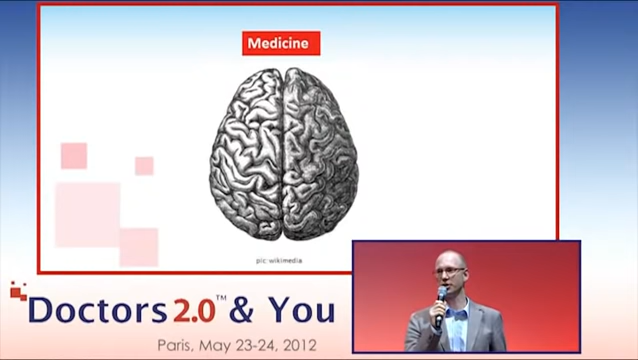 Medicine
pic: wikimedia
Doctors 2.0™ & You
Paris, May 23-24, 2012